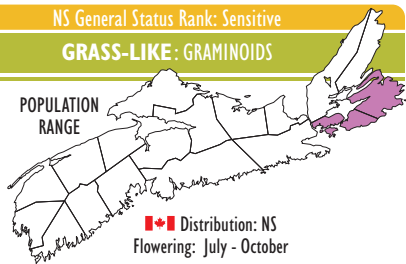 NS General Status Rank: Sensitive
GRASS-LIKE: GRAMINOIDS
POPULATION
RANGE
Distribution: NS
Flowering: July - October